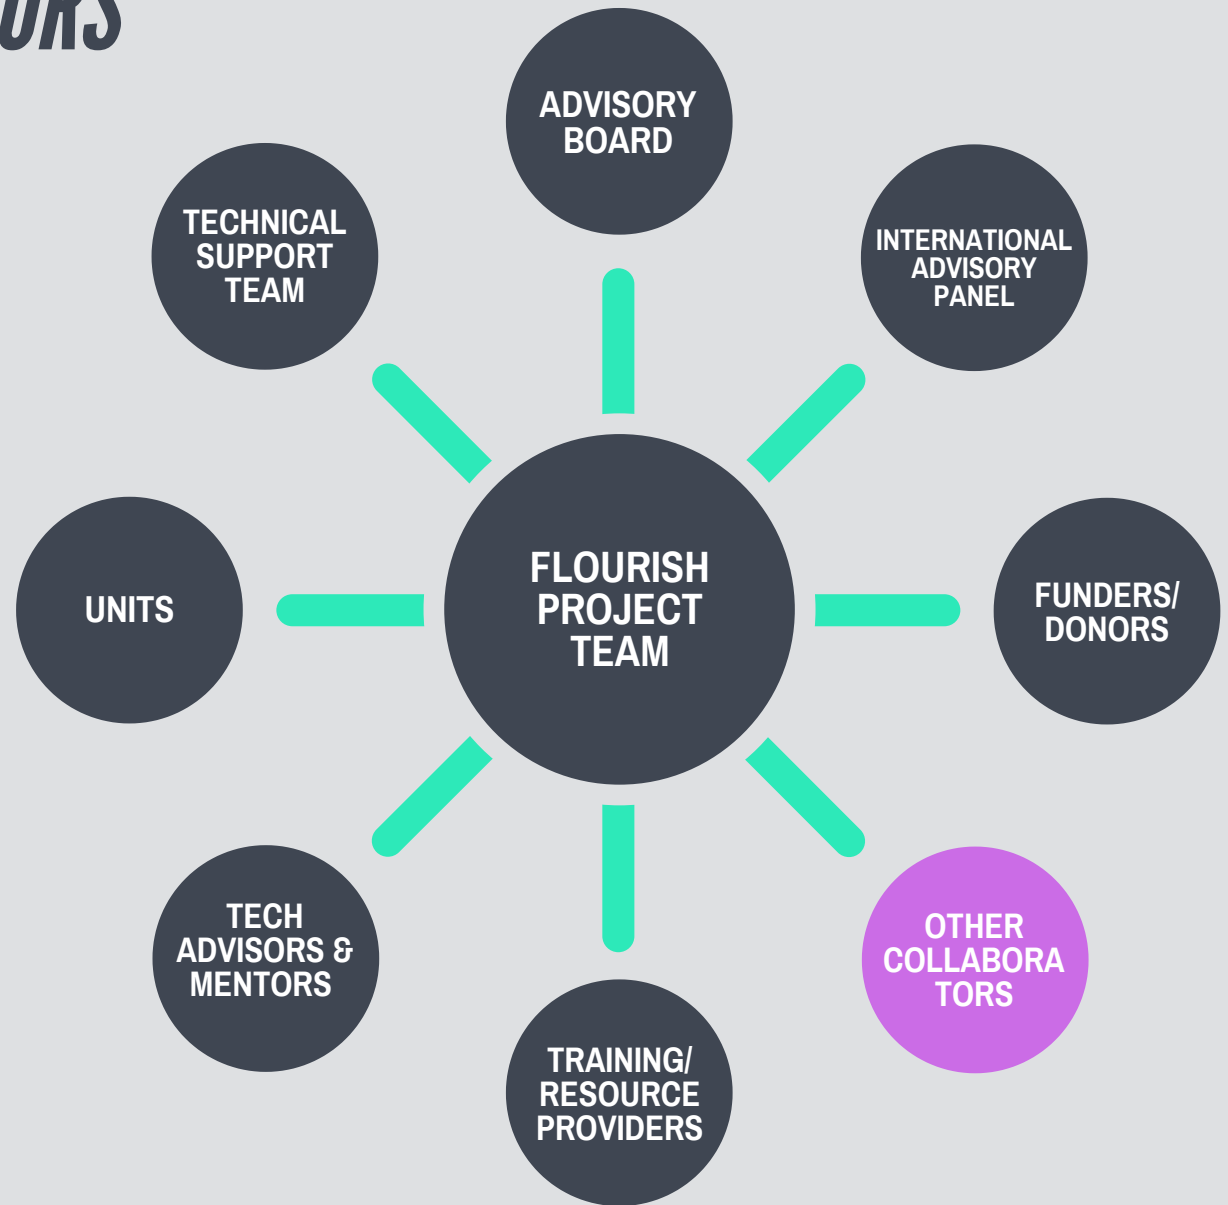 ORS
ADVISORY
BOARD
TECHNICAL
SUPPORT
TEAM
INTERNATIONAL
ADVISORY
PANEL
FLOURISH
PROJECT
TEAM
UNITS
FUNDERS/
DONORS
TECH
ADVISORS &
MENTORS
OTHER
COLLABORA
TORS
TRAINING/
RESOURCE
PROVIDERS